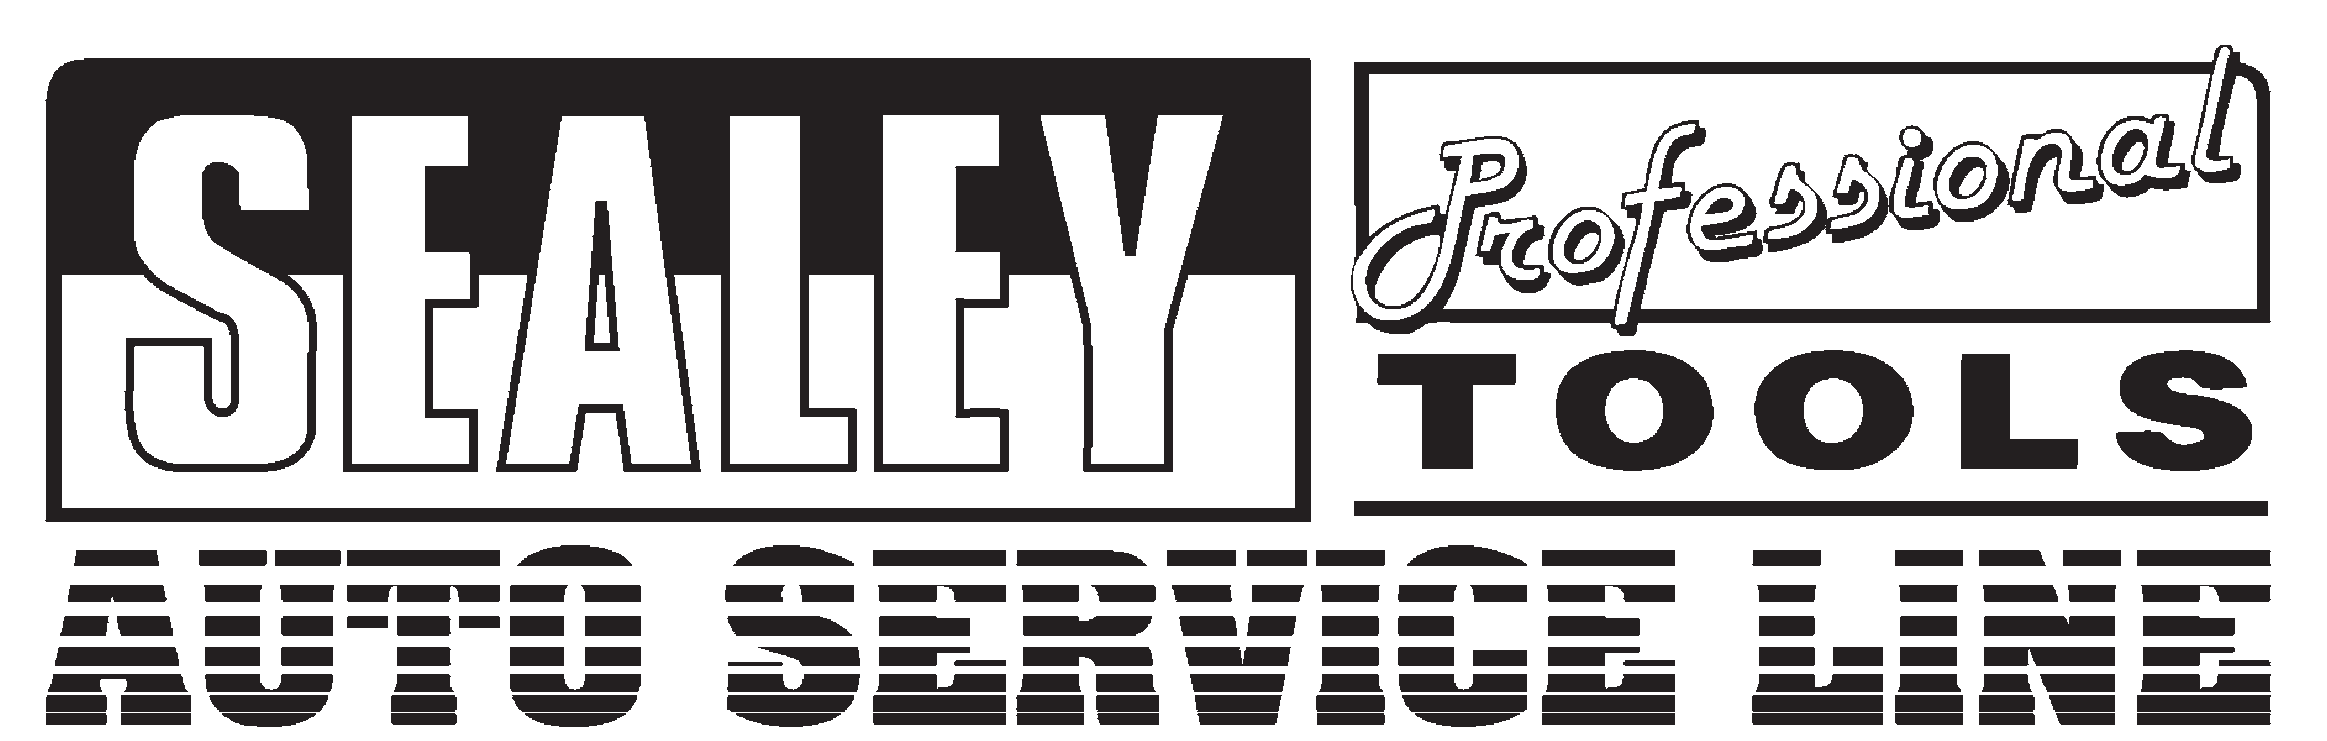 SEALEY
Professional
TOOLS
AUTO SERVICE LINE